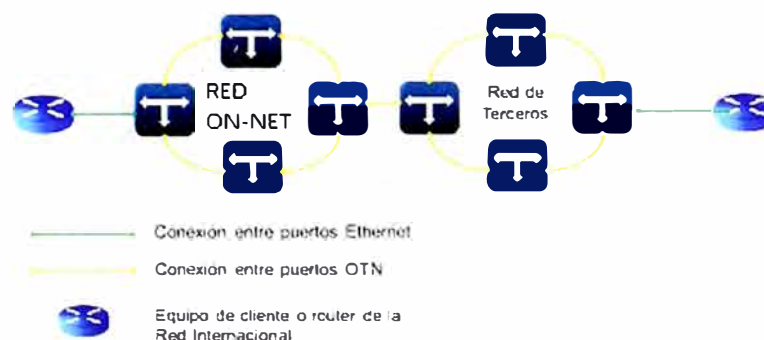 RED
ON-NET
Red de
Terceros
Conexión entre puertos Ethernet
Conexión entre puertos OTN
Equipo de cliente o router de la
Red Internacional